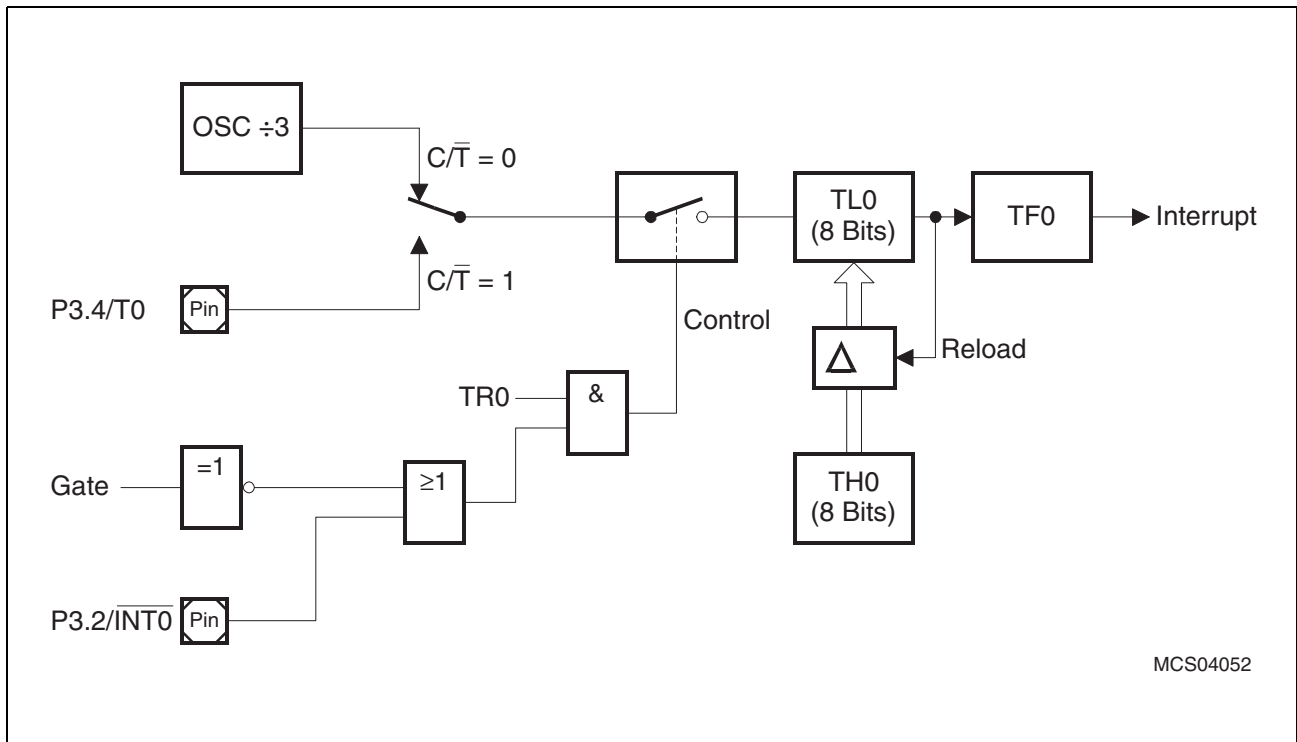 OSC ÷3
C/T̅ = 0
TL0
(8 Bits)
TF0
Interrupt
C/T̅ = 1
P3.4/T0
Pin
Control
Δ
Reload
TR0
&
Gate
=1
≥1
TH0
(8 Bits)
P3.2/I̅N̅T̅0̅
Pin
MCS04052